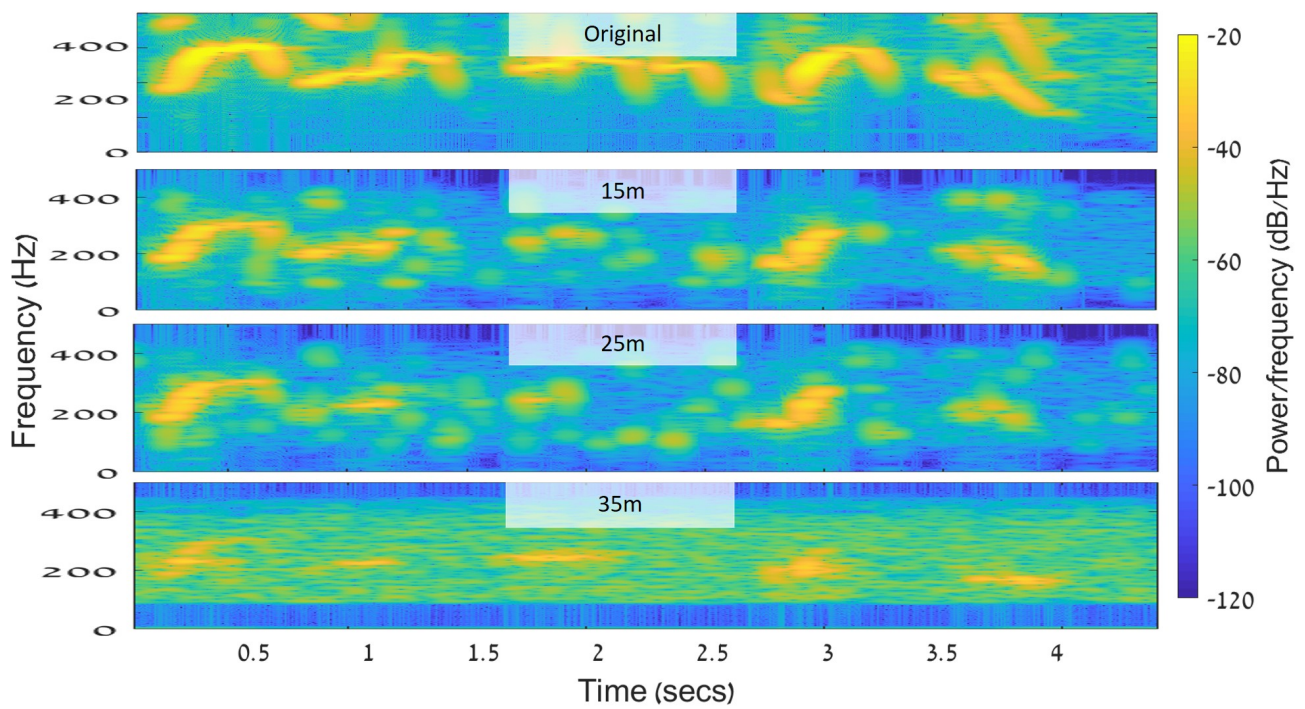 Original
400
200
0
15m
400
200
0
25m
400
200
0
35m
400
200
0
0.5 1 1.5 2 2.5 3 3.5 4
Time (secs)
Frequency (Hz)
-20
-40
-60
-80
-100
-120
Power/frequency (dB/Hz)